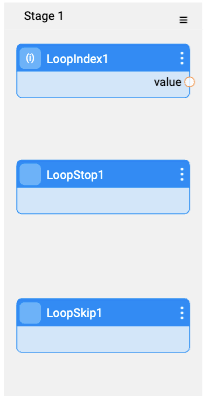 Stage 1
(i) LoopIndex1
value
LoopStop1
LoopSkip1